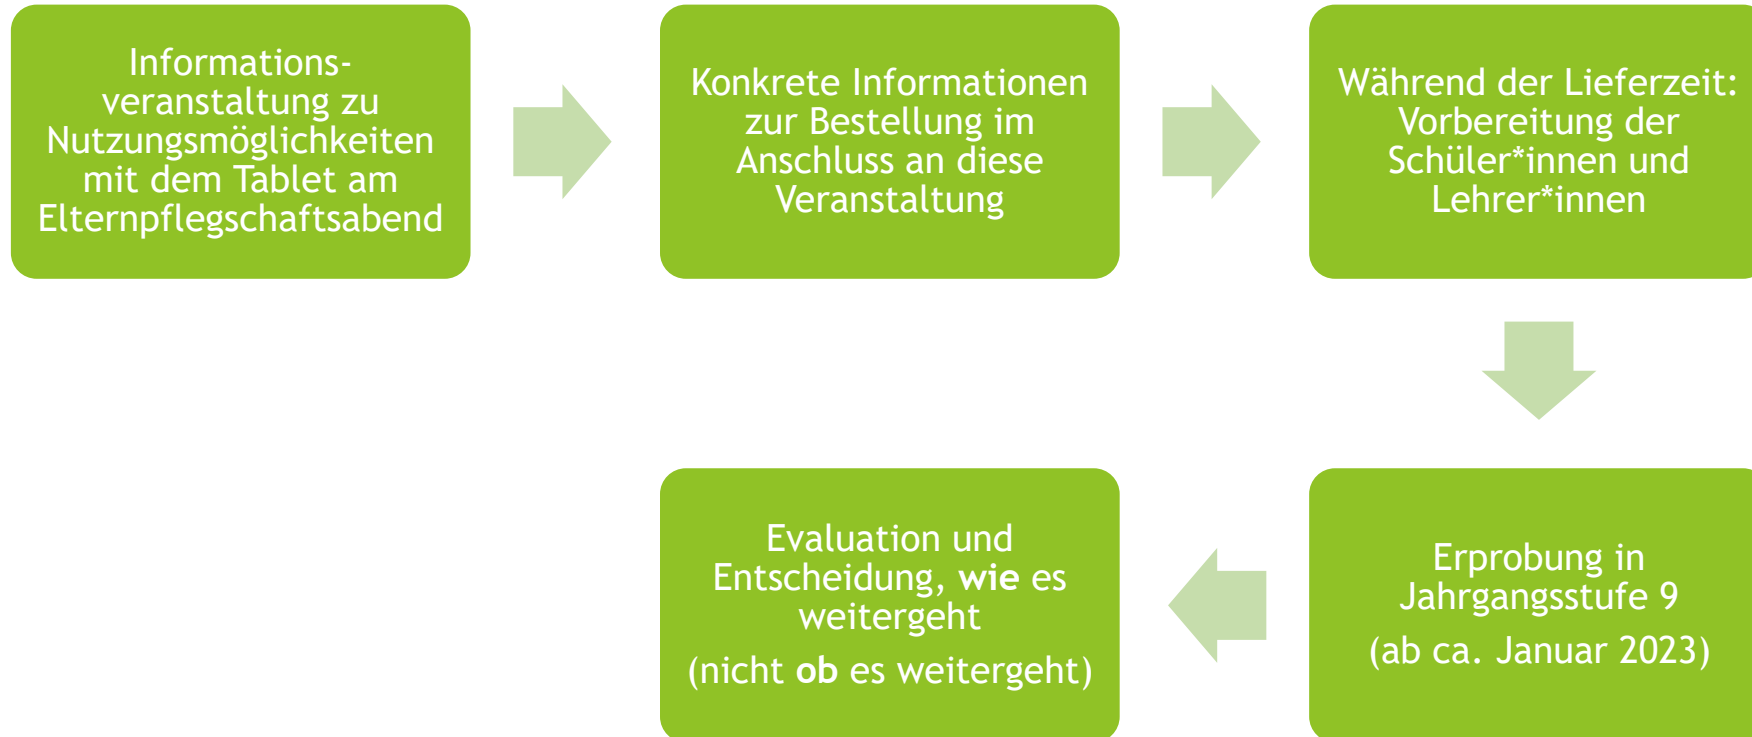 Informations-
veranstaltung zu
Nutzungsmöglichkeiten
mit dem Tablet am
Elternpflegschaftsabend
Konkrete Informationen
zur Bestellung im
Anschluss an diese
Veranstaltung
Während der Lieferzeit:
Vorbereitung der
Schüler*innen und
Lehrer*innen
Erprobung in
Jahrgangsstufe 9
(ab ca. Januar 2023)
Evaluation und
Entscheidung, wie es
weitergeht
(nicht ob es weitergeht)